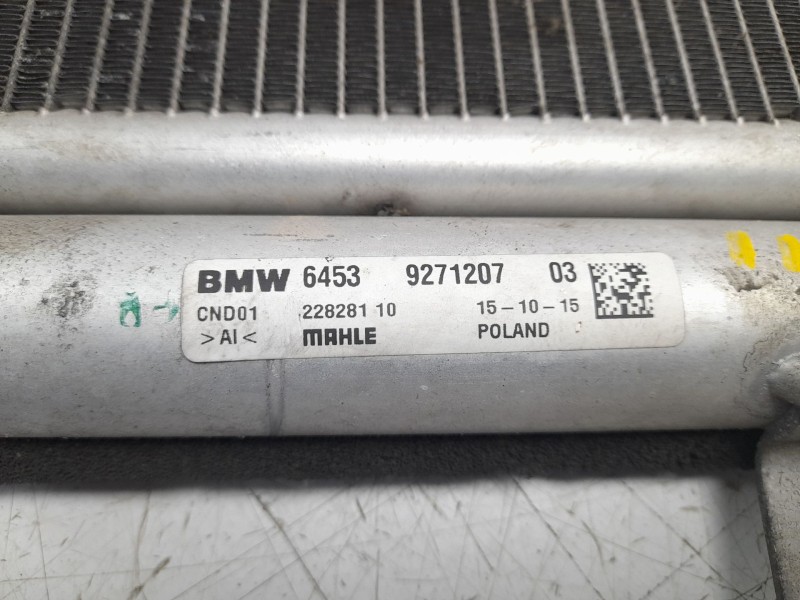 BMW 6453 9271207 03
CND01 228281 10 15-10-15
>AI< MAHLE POLAND